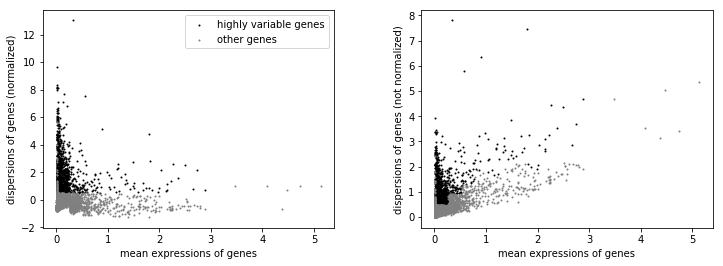 highly variable genes
other genes
dispersions of genes (normalized)
12
10
8
6
4
2
0
−2
0 1 2 3 4 5
mean expressions of genes
dispersions of genes (not normalized)
8
7
6
5
4
3
2
1
0
0 1 2 3 4 5
mean expressions of genes